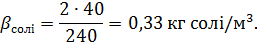 β_солі = (2 · 40)/240 = 0,33 кг солі/м³.